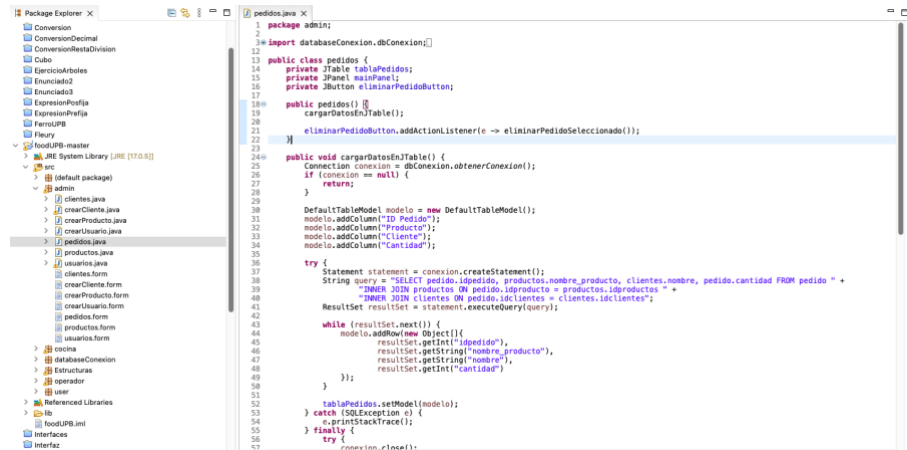 Package Explorer
Conversion
ConversionDecimal
ConversionRestaDivision
Cubo
EjercicioArboles
Enunciado2
Enunciado3
ExpresionPosfija
ExpresionPrefija
FerroUPB
Fleury
foodUPB-master
JRE System Library [JRE [17.0.5]]
src
(default package)
admin
clientes.java
crearCliente.java
crearProducto.java
crearUsuario.java
pedidos.java
productos.java
usuarios.java
clientes.form
crearCliente.form
crearProducto.form
crearUsuario.form
pedidos.form
productos.form
usuarios.form
cocina
databaseConexion
Estructuras
operador
user
Referenced Libraries
lib
foodUPB.iml
Interfaces
Interfaz
pedidos.java
1 package admin;
2
3 import databaseConexion.dbConexion;
12
13 public class pedidos {
14 private JTable tablaPedidos;
15 private JPanel mainPanel;
16 private JButton eliminarPedidoButton;
17
18 public pedidos() {
19 cargarDatosEnJTable();
20
21 eliminarPedidoButton.addActionListener(e -> eliminarPedidoSeleccionado());
22 }
23
24 public void cargarDatosEnJTable() {
25 Connection conexion = dbConexion.obtenerConexion();
26 if (conexion == null) {
27 return;
28 }
29
30 DefaultTableModel modelo = new DefaultTableModel();
31 modelo.addColumn("ID Pedido");
32 modelo.addColumn("Producto");
33 modelo.addColumn("Cliente");
34 modelo.addColumn("Cantidad");
35
36 try {
37 Statement statement = conexion.createStatement();
38 String query = "SELECT pedido.idpedido, productos.nombre_producto, clientes.nombre, pedido.cantidad FROM pedido " +
39 "INNER JOIN productos ON pedido.idproducto = productos.idproductos " +
40 "INNER JOIN clientes ON pedido.idclientes = clientes.idclientes";
41 ResultSet resultSet = statement.executeQuery(query);
42
43 while (resultSet.next()) {
44 modelo.addRow(new Object[]{
45 resultSet.getInt("idpedido"),
46 resultSet.getString("nombre_producto"),
47 resultSet.getString("nombre"),
48 resultSet.getInt("cantidad")
49 });
50 }
51
52 tablaPedidos.setModel(modelo);
53 } catch (SQLException e) {
54 e.printStackTrace();
55 } finally {
56 try {
57 conexion.close();